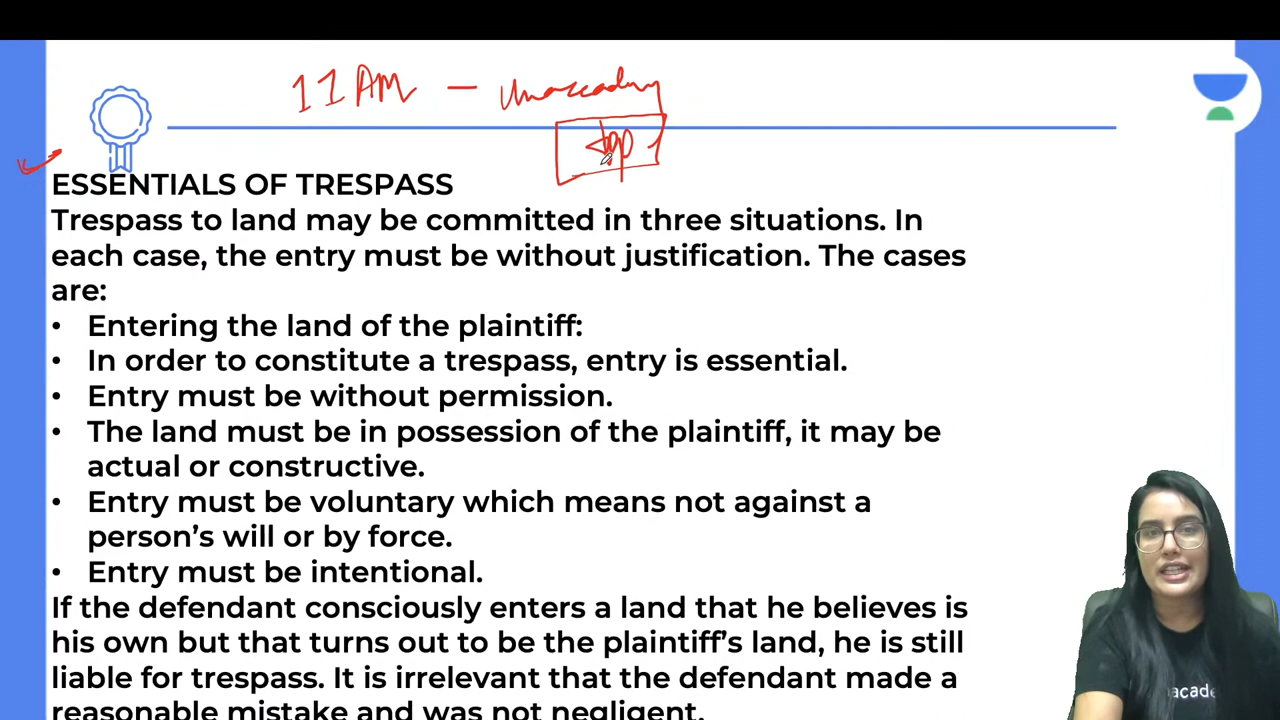 11 AM – Unacademy
App
ESSENTIALS OF TRESPASS
Trespass to land may be committed in three situations. In
each case, the entry must be without justification. The cases
are:
• Entering the land of the plaintiff:
• In order to constitute a trespass, entry is essential.
• Entry must be without permission.
• The land must be in possession of the plaintiff, it may be
actual or constructive.
• Entry must be voluntary which means not against a
person’s will or by force.
• Entry must be intentional.
If the defendant consciously enters a land that he believes is
his own but that turns out to be the plaintiff’s land, he is still
liable for trespass. It is irrelevant that the defendant made a
reasonable mistake and was not negligent.